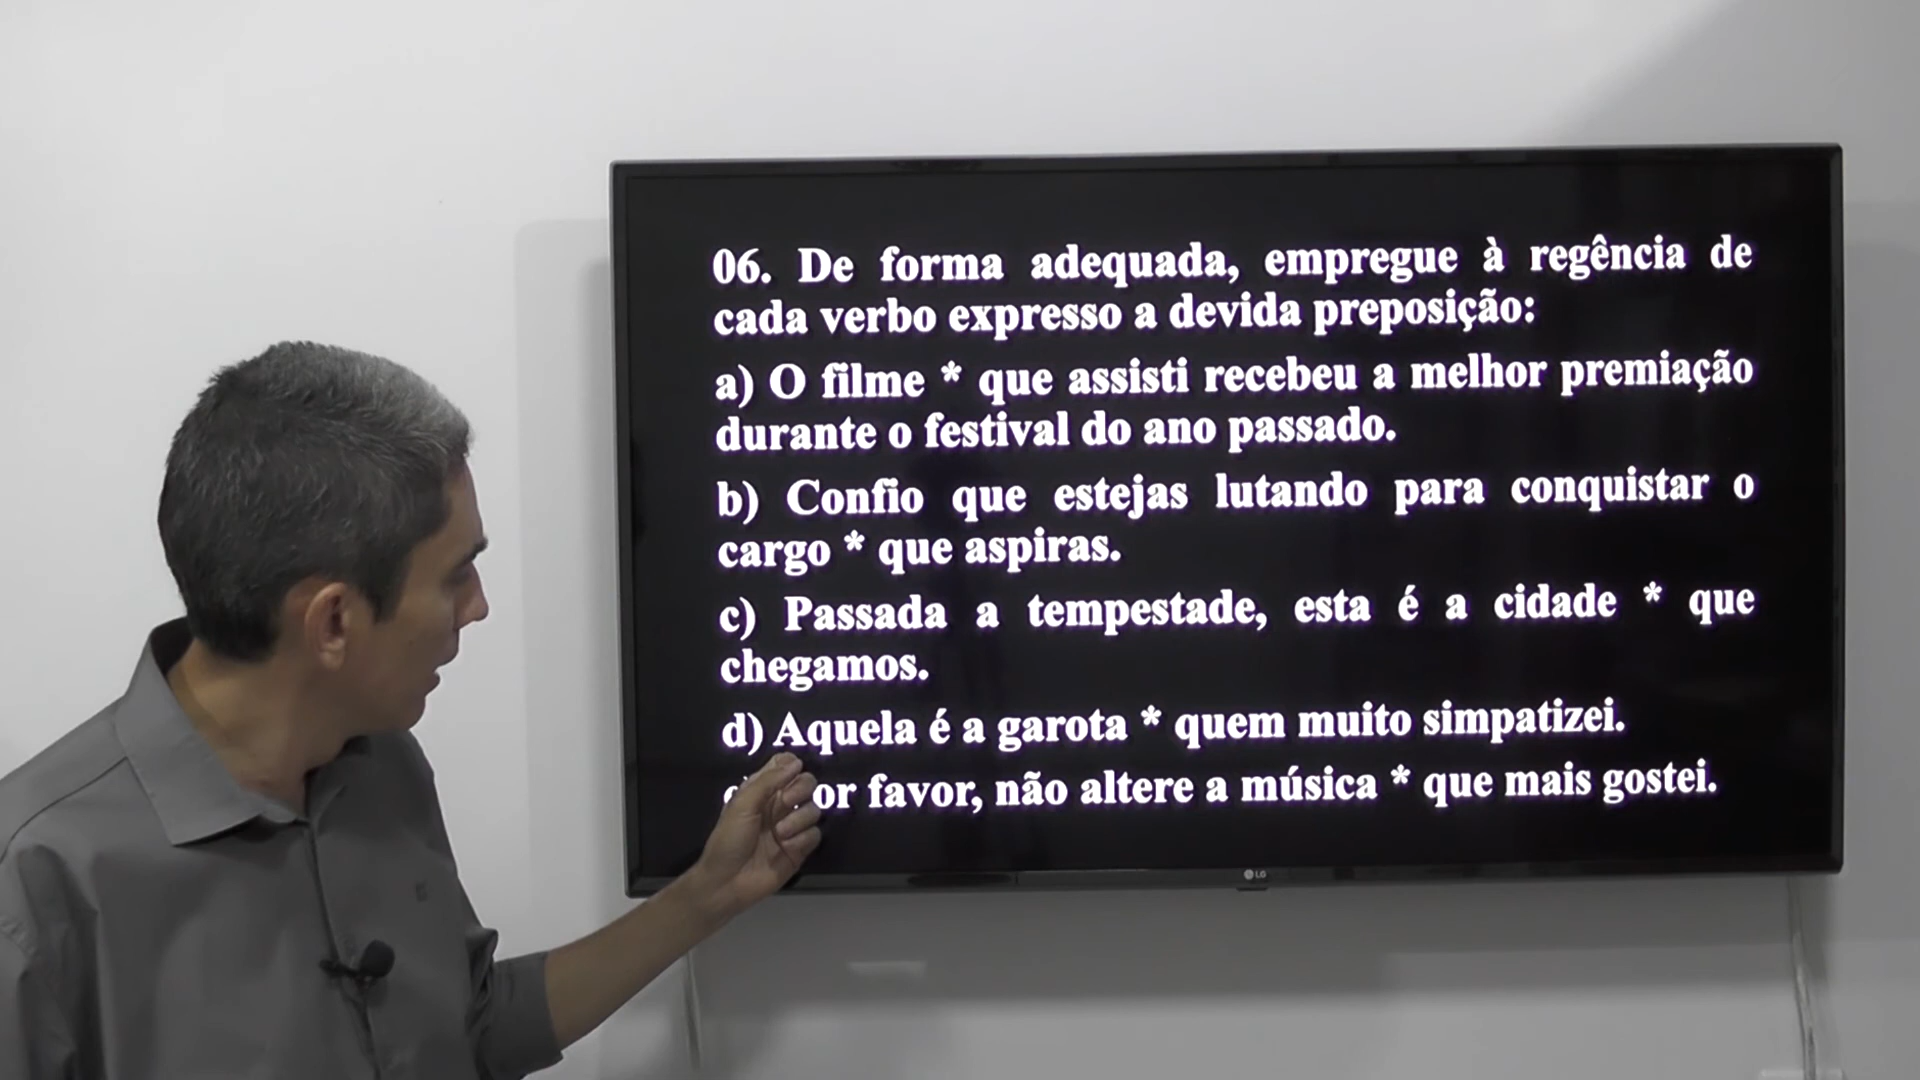 06. De forma adequada, empregue à regência de
cada verbo expresso a devida preposição:
a) O filme * que assisti recebeu a melhor premiação
durante o festival do ano passado.
b) Confio que estejas lutando para conquistar o
cargo * que aspiras.
c) Passada a tempestade, esta é a cidade * que
chegamos.
d) Aquela é a garota * quem muito simpatizei.
favor, não altere a música * que mais gostei.
LG